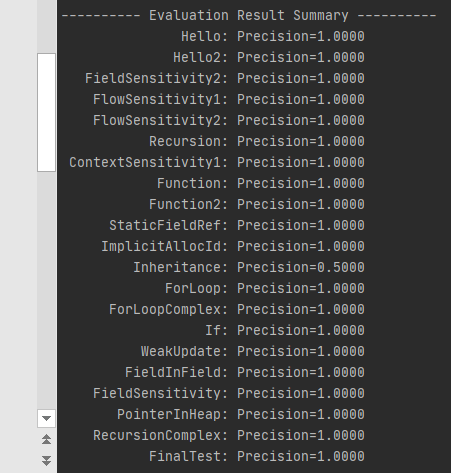 ---------- Evaluation Result Summary ----------
Hello: Precision=1.0000
Hello2: Precision=1.0000
FieldSensitivity2: Precision=1.0000
FlowSensitivity1: Precision=1.0000
FlowSensitivity2: Precision=1.0000
Recursion: Precision=1.0000
ContextSensitivity1: Precision=1.0000
Function: Precision=1.0000
Function2: Precision=1.0000
StaticFieldRef: Precision=1.0000
ImplicitAllocId: Precision=1.0000
Inheritance: Precision=0.5000
ForLoop: Precision=1.0000
ForLoopComplex: Precision=1.0000
If: Precision=1.0000
WeakUpdate: Precision=1.0000
FieldInField: Precision=1.0000
FieldSensitivity: Precision=1.0000
PointerInHeap: Precision=1.0000
RecursionComplex: Precision=1.0000
FinalTest: Precision=1.0000